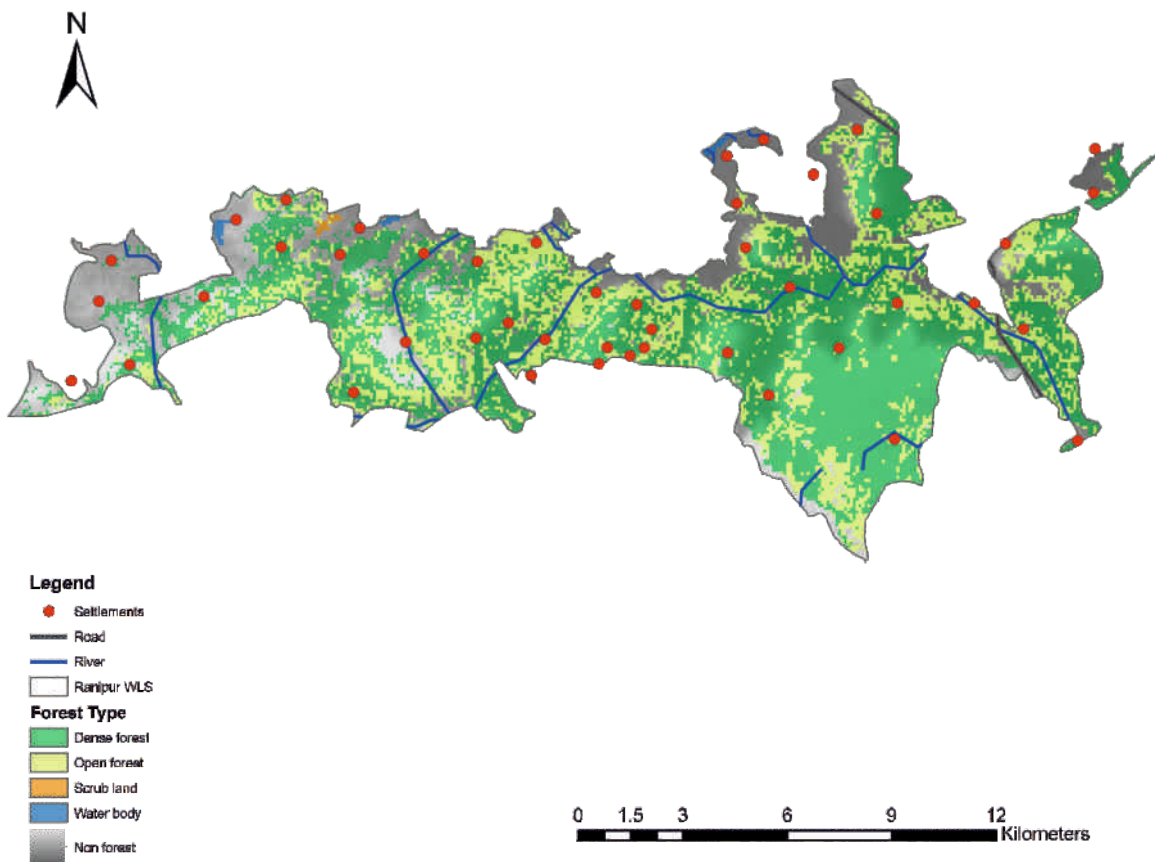 N
Legend
Settlements
Road
River
Ranipur WLS
Forest Type
Dense forest
Open forest
Scrub land
Water body
Non forest
0 1.5 3 6 9 12
Kilometers